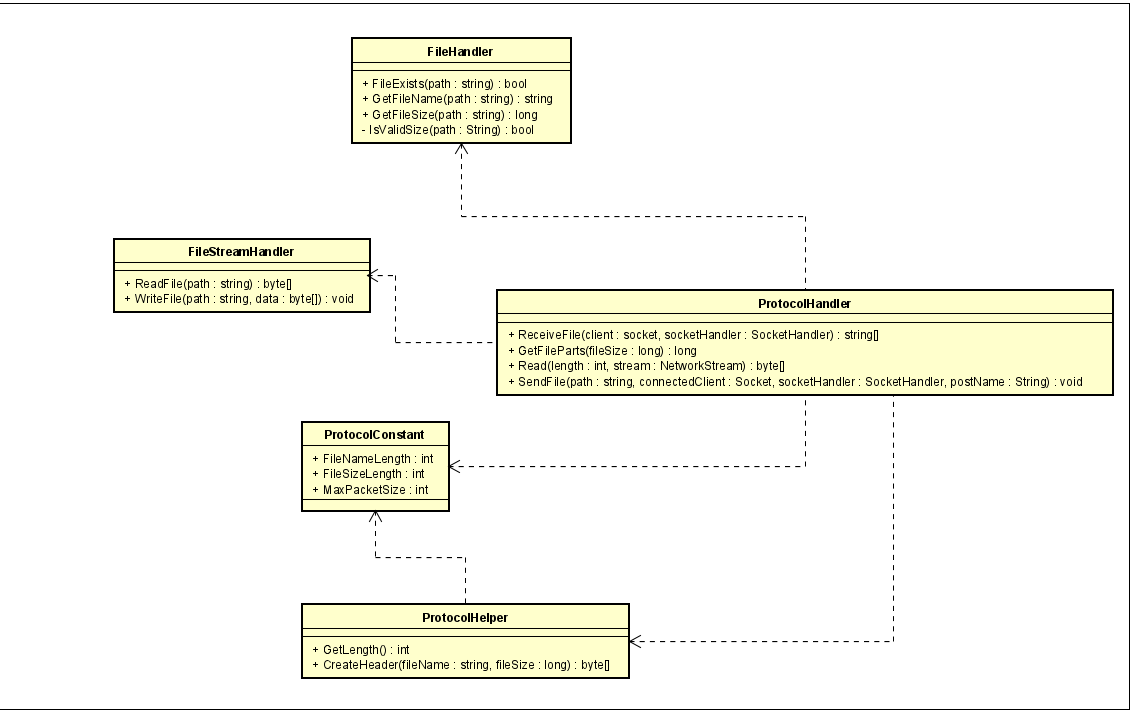 FileHandler
+ FileExists(path : string) : bool
+ GetFileName(path : string) : string
+ GetFileSize(path : string) : long
- IsValidSize(path : String) : bool
FileStreamHandler
+ ReadFile(path : string) : byte[]
+ WriteFile(path : string, data : byte[]) : void
ProtocolHandler
+ ReceiveFile(client : socket, socketHandler : SocketHandler) : string[]
+ GetFileParts(fileSize : long) : long
+ Read(length : int, stream : NetworkStream) : byte[]
+ SendFile(path : string, connectedClient : Socket, socketHandler : SocketHandler, postName : String) : void
ProtocolConstant
+ FileNameLength : int
+ FileSizeLength : int
+ MaxPacketSize : int
ProtocolHelper
+ GetLength() : int
+ CreateHeader(fileName : string, fileSize : long) : byte[]